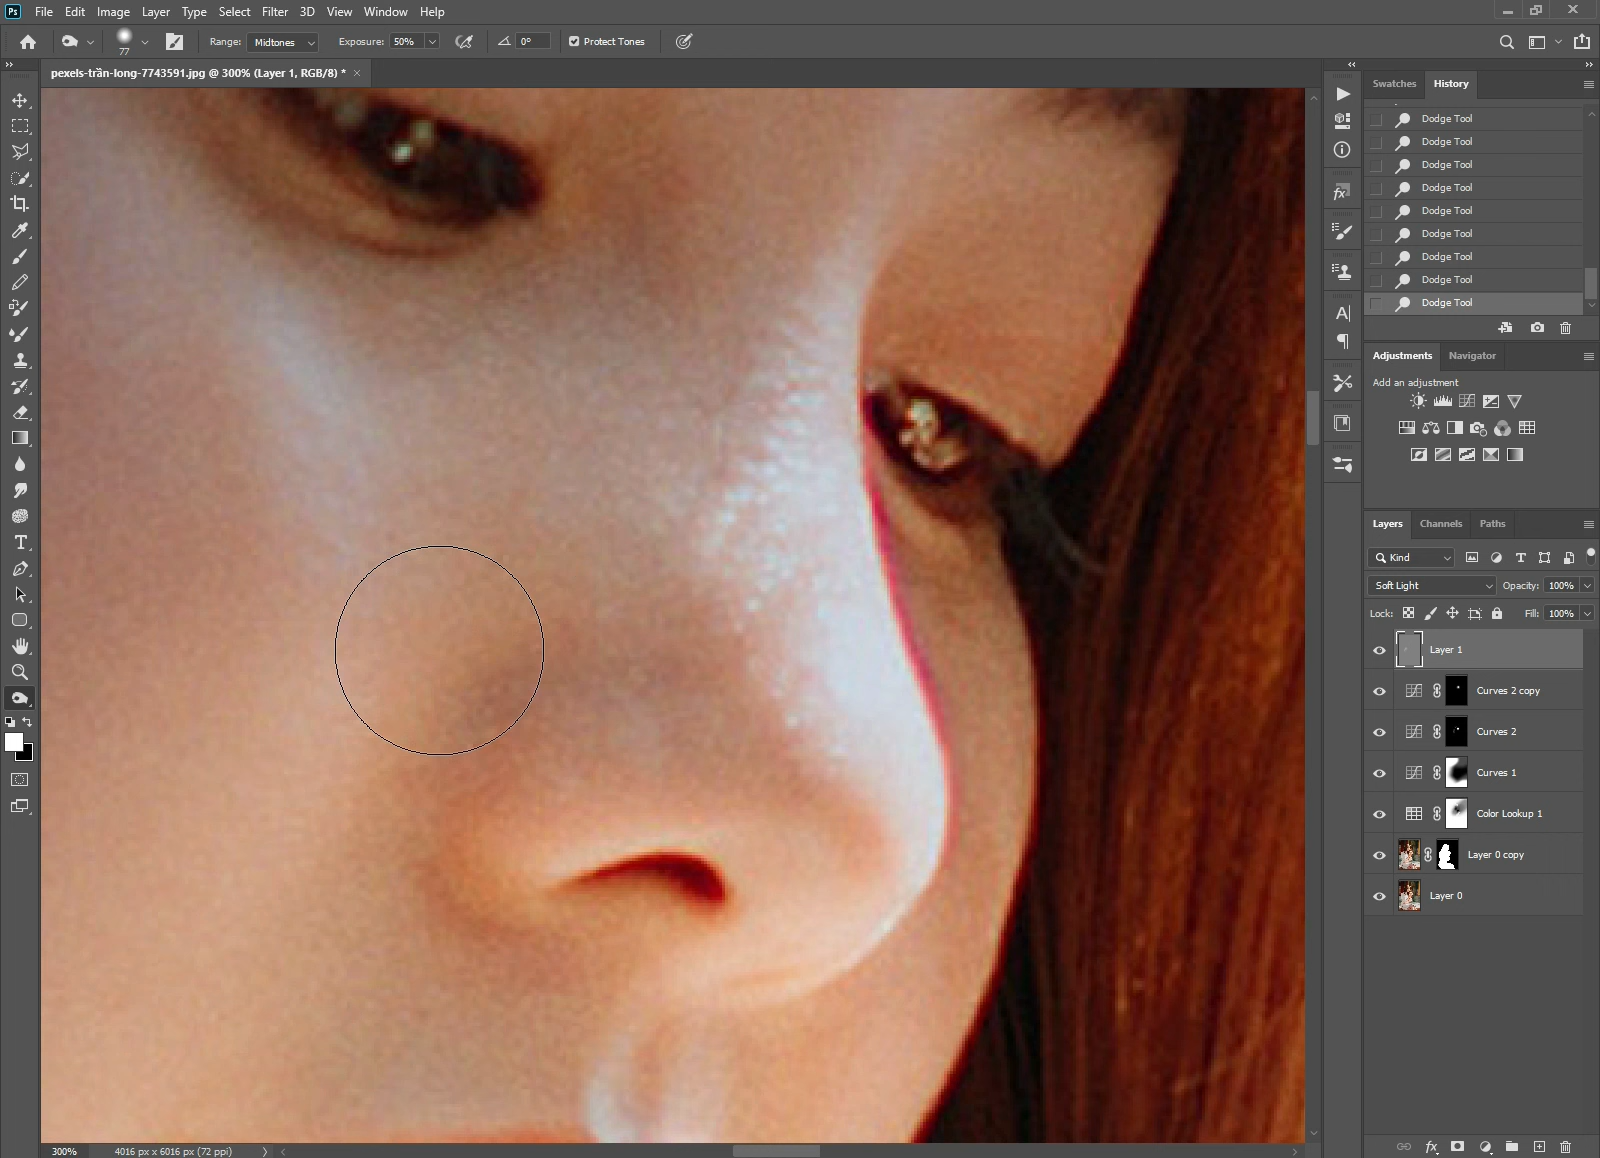 Ps File Edit Image Layer Type Select Filter 3D View Window Help
77 Range: Midtones Exposure: 50% 0° Protect Tones
pexels-trần-long-7743591.jpg @ 300% (Layer 1, RGB/8) * ×
Swatches History
Dodge Tool
Dodge Tool
Dodge Tool
Dodge Tool
Dodge Tool
Dodge Tool
Dodge Tool
Dodge Tool
Dodge Tool
Adjustments Navigator
Add an adjustment
Layers Channels Paths
Kind
Soft Light Opacity: 100%
Lock: Fill: 100%
Layer 1
Curves 2 copy
Curves 2
Curves 1
Color Lookup 1
Layer 0 copy
Layer 0
fx
300% 4016 px x 6016 px (72 ppi)